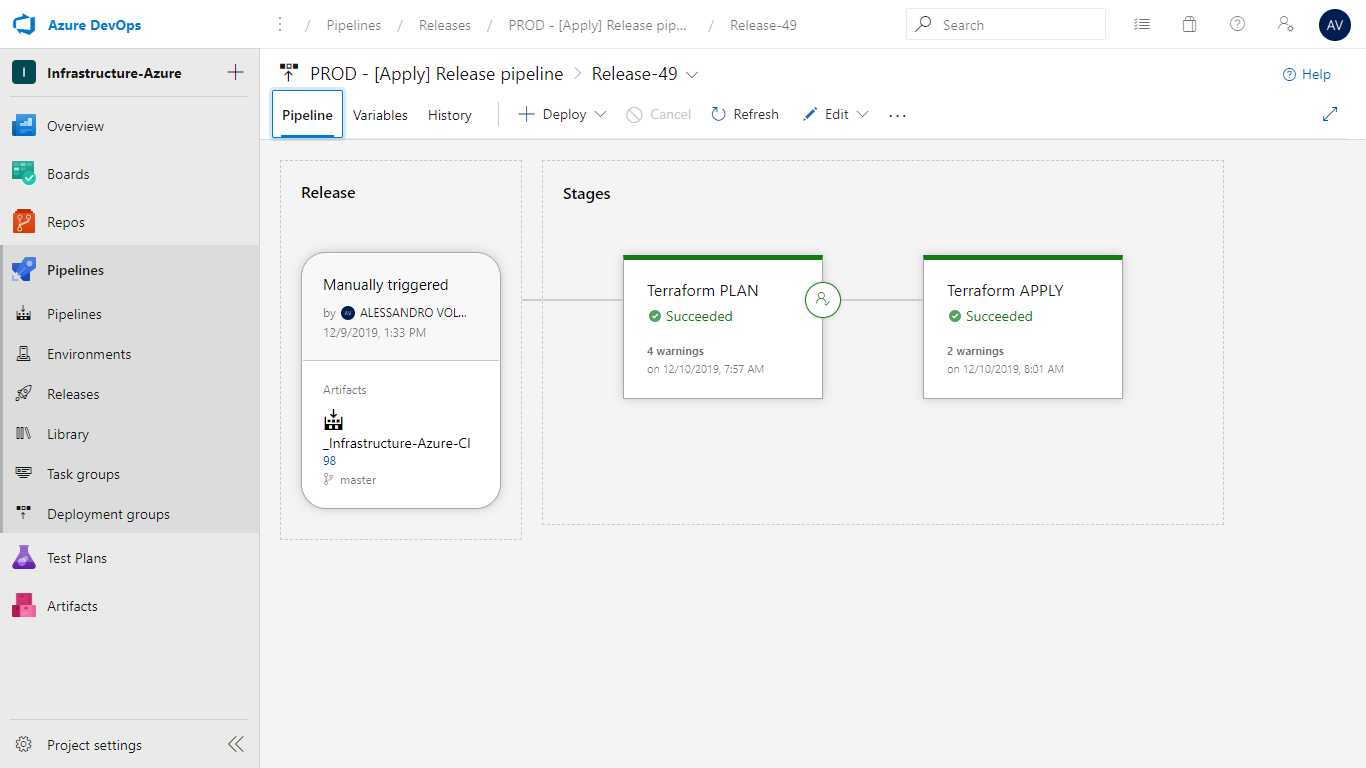 Azure DevOps
/ Pipelines / Releases / PROD - [Apply] Release pip... / Release-49
Search
AV
I Infrastructure-Azure
PROD - [Apply] Release pipeline > Release-49
Help
Pipeline Variables History Deploy Cancel Refresh Edit ...
Overview
Boards
Repos
Pipelines
Pipelines
Environments
Releases
Library
Task groups
Deployment groups
Test Plans
Artifacts
Project settings
Release
Manually triggered
by AV ALESSANDRO VOL...
12/9/2019, 1:33 PM
Artifacts
_Infrastructure-Azure-CI
98
master
Stages
Terraform PLAN
Succeeded
4 warnings
on 12/10/2019, 7:57 AM
Terraform APPLY
Succeeded
2 warnings
on 12/10/2019, 8:01 AM